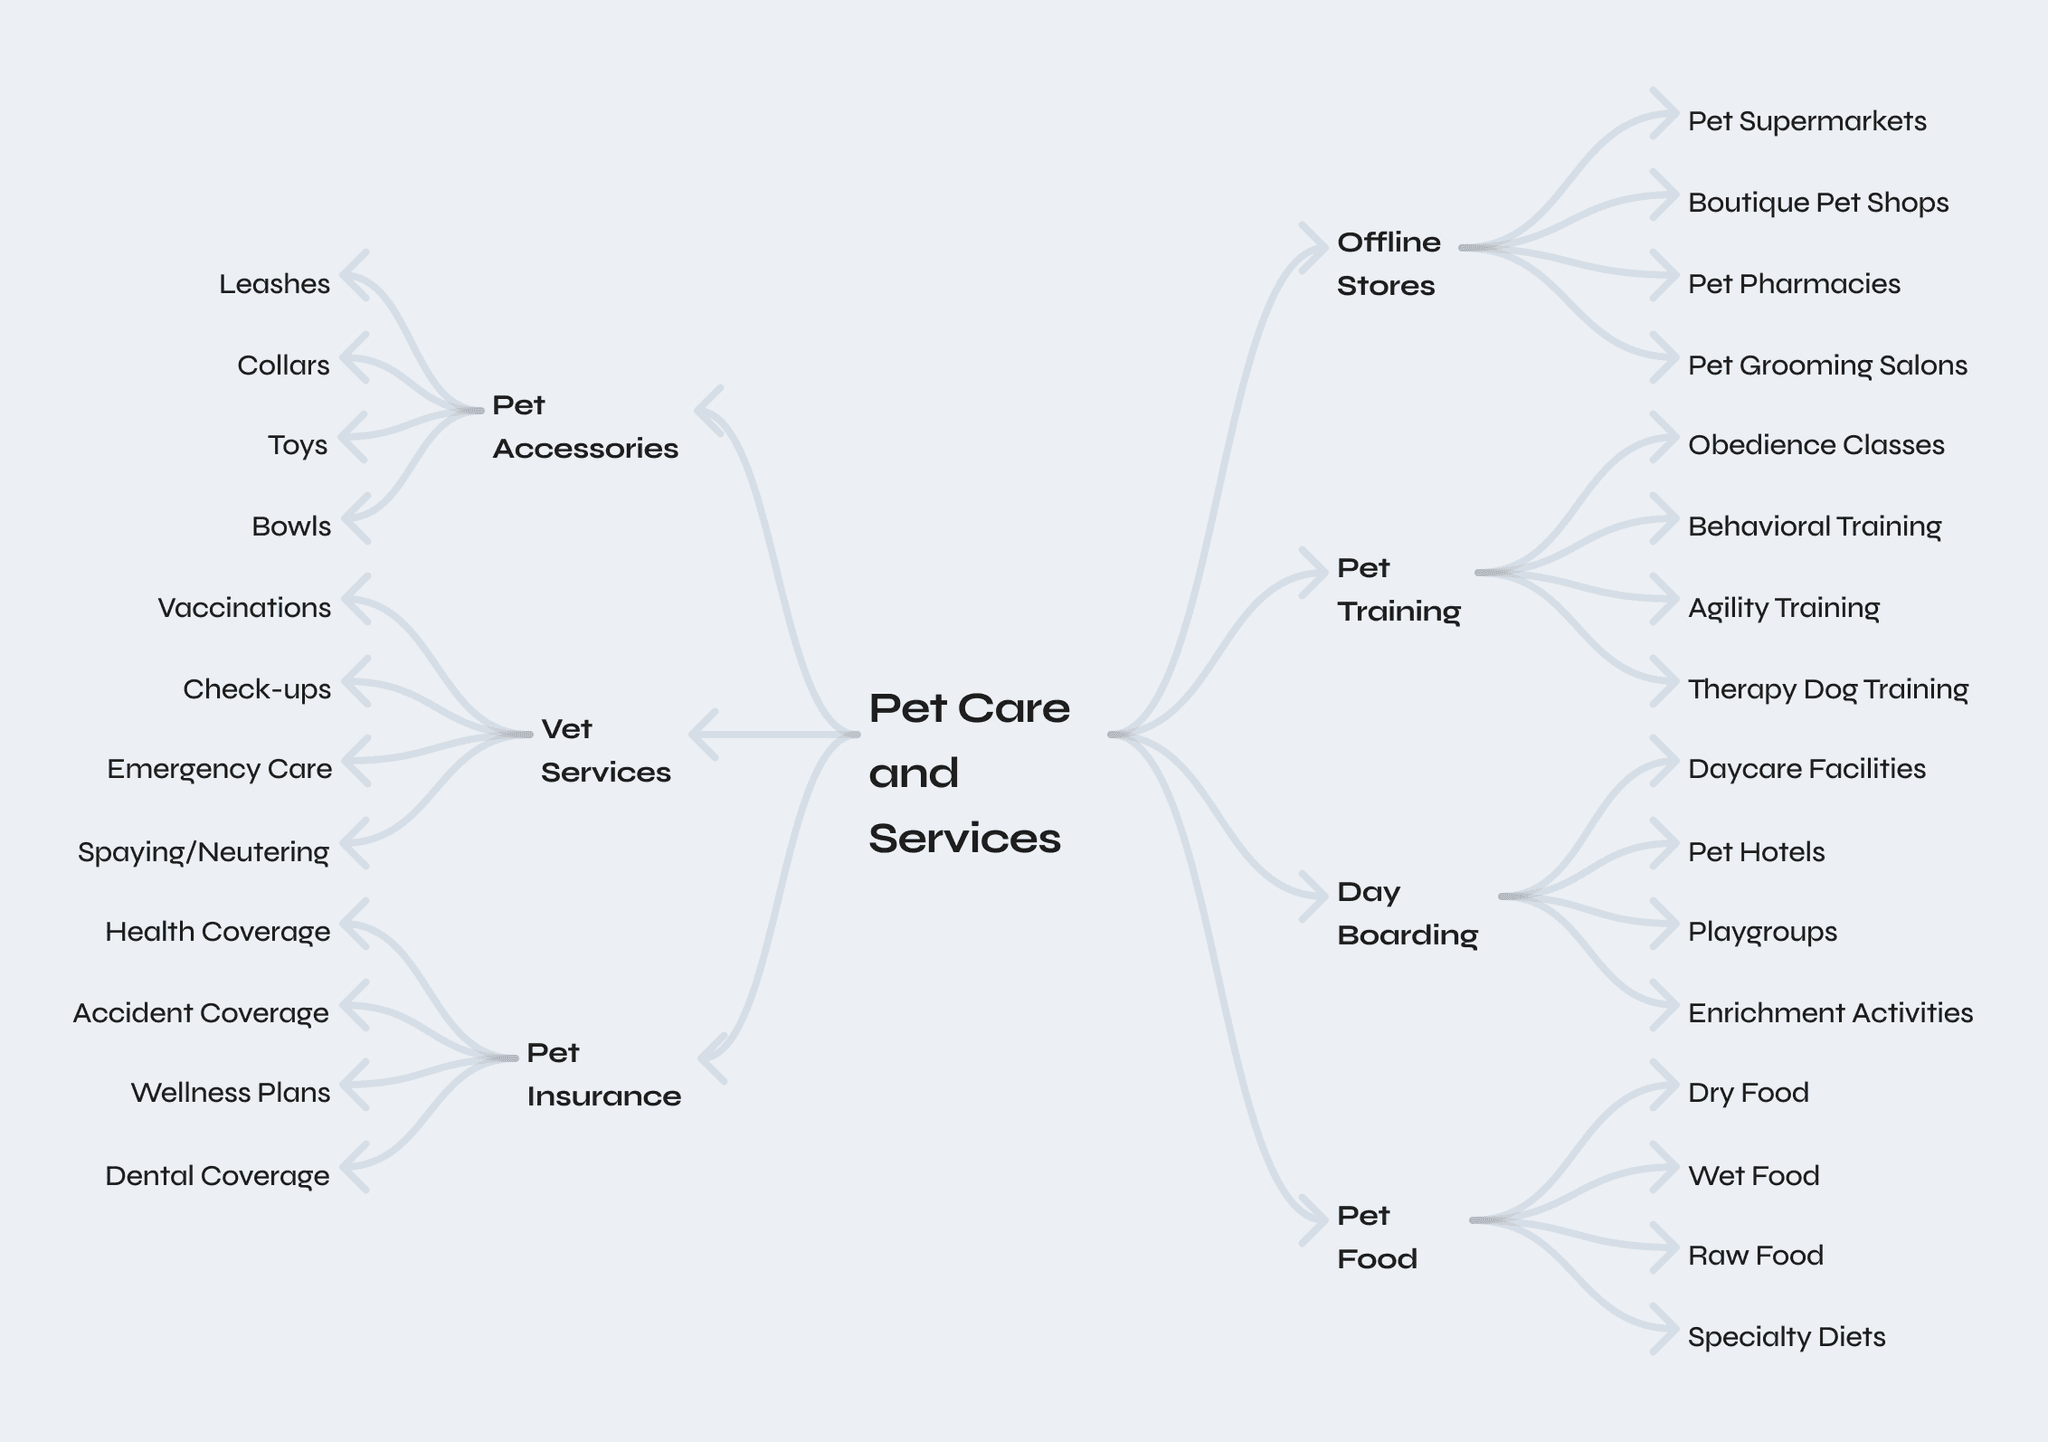 Pet Care
and
Services
Pet
Accessories
Leashes
Collars
Toys
Bowls
Vet
Services
Vaccinations
Check-ups
Emergency Care
Spaying/Neutering
Pet
Insurance
Health Coverage
Accident Coverage
Wellness Plans
Dental Coverage
Offline
Stores
Pet Supermarkets
Boutique Pet Shops
Pet Pharmacies
Pet Grooming Salons
Pet
Training
Obedience Classes
Behavioral Training
Agility Training
Therapy Dog Training
Day
Boarding
Daycare Facilities
Pet Hotels
Playgroups
Enrichment Activities
Pet
Food
Dry Food
Wet Food
Raw Food
Specialty Diets